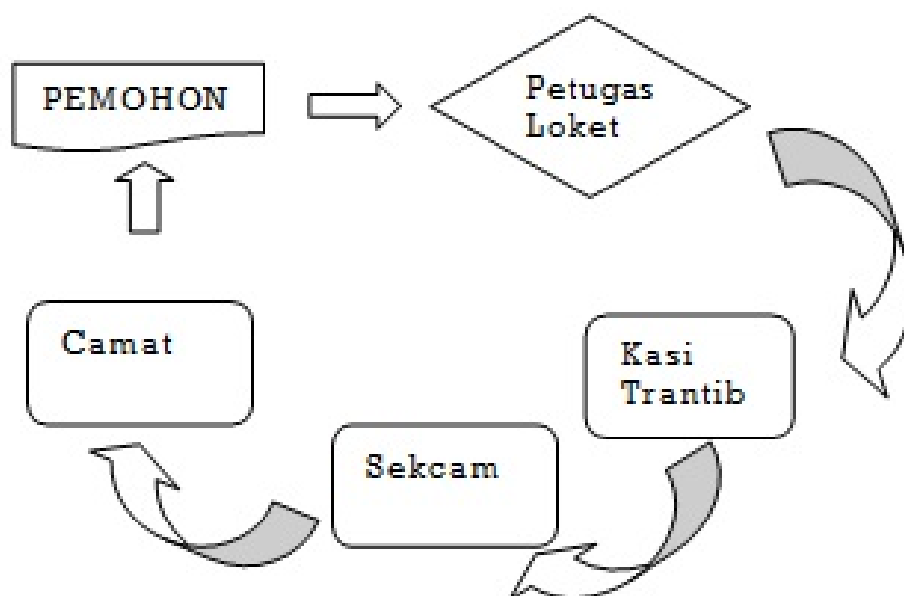 PEMOHON
Petugas
Loket
Kasi
Trantib
Sekcam
Camat